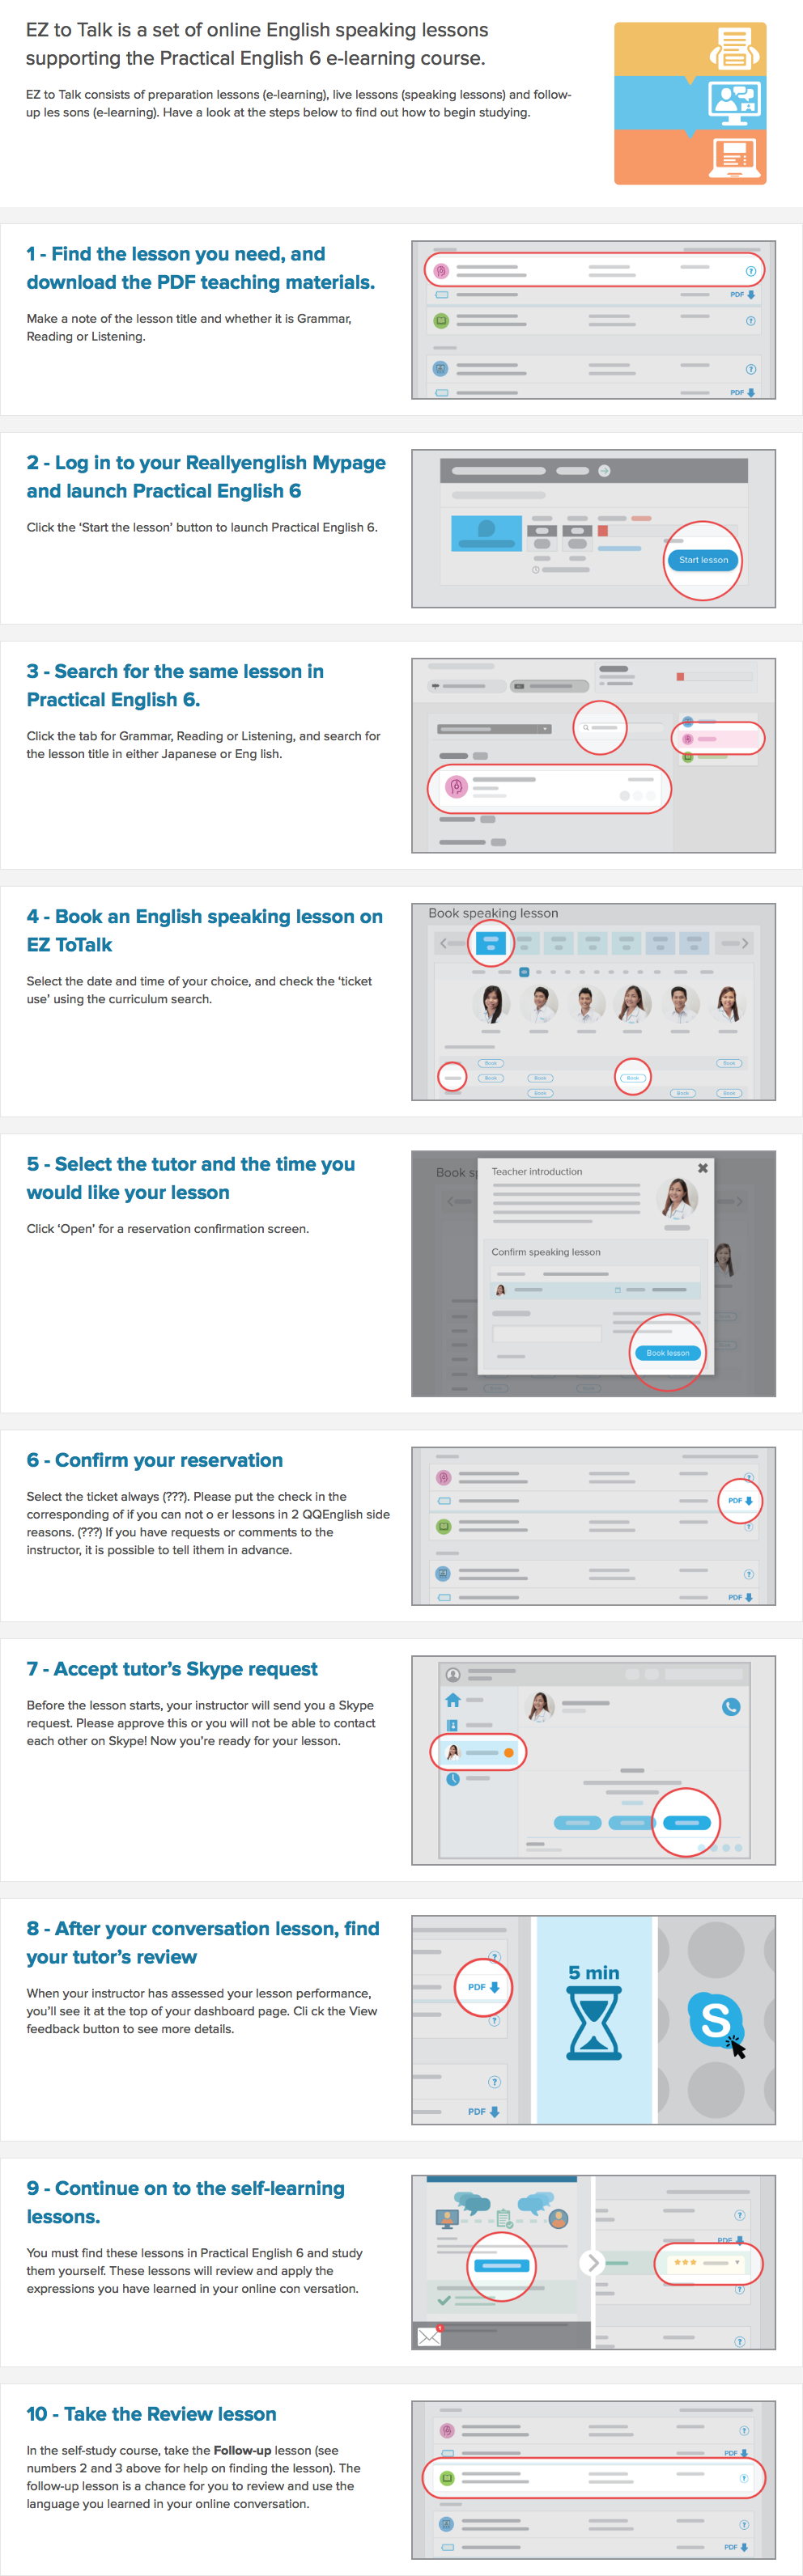 EZ to Talk is a set of online English speaking lessons
supporting the Practical English 6 e-learning course.
EZ to Talk consists of preparation lessons (e-learning), live lessons (speaking lessons) and follow-
up les sons (e-learning). Have a look at the steps below to find out how to begin studying.
1 - Find the lesson you need, and
download the PDF teaching materials.
Make a note of the lesson title and whether it is Grammar,
Reading or Listening.
PDF
PDF
2 - Log in to your Reallyenglish Mypage
and launch Practical English 6
Click the ‘Start the lesson’ button to launch Practical English 6.
Start lesson
3 - Search for the same lesson in
Practical English 6.
Click the tab for Grammar, Reading or Listening, and search for
the lesson title in either Japanese or Eng lish.
4 - Book an English speaking lesson on
EZ ToTalk
Select the date and time of your choice, and check the ‘ticket
use’ using the curriculum search.
Book speaking lesson
Book
Book
Book
Book
Book
Book
Book
Book
5 - Select the tutor and the time you
would like your lesson
Click ‘Open’ for a reservation confirmation screen.
Book sp
Teacher introduction
Confirm speaking lesson
Book lesson
6 - Confirm your reservation
Select the ticket always (???). Please put the check in the
corresponding of if you can not o er lessons in 2 QQEnglish side
reasons. (???) If you have requests or comments to the
instructor, it is possible to tell ithem in advance.
PDF
PDF
7 - Accept tutor’s Skype request
Before the lesson starts, your instructor will send you a Skype
request. Please approve this or you will not be able to contact
each other on Skype! Now you’re ready for your lesson.
8 - After your conversation lesson, find
your tutor’s review
When your instructor has assessed your lesson performance,
you’ll see it at the top of your dashboard page. Cli ck the View
feedback button to see more details.
PDF
PDF
5 min
S
9 - Continue on to the self-learning
lessons.
You must find these lessons in Practical English 6 and study
them yourself. These lessons will review and apply the
expressions you have learned in your online con versation.
PDF
10 - Take the Review lesson
In the self-study course, take the Follow-up lesson (see
numbers 2 and 3 above for help on finding the lesson). The
follow-up lesson is a chance for you to review and use the
language you learned in your online conversation.
PDF
PDF